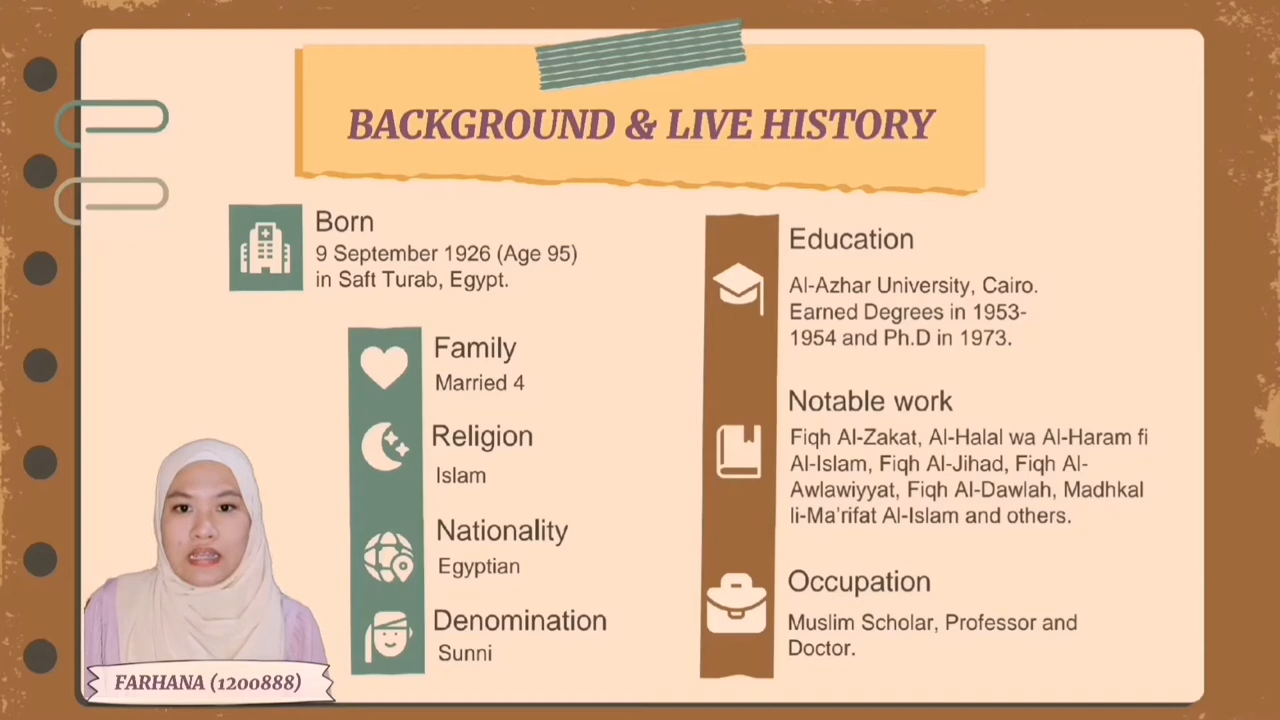 BACKGROUND & LIVE HISTORY
Born
9 September 1926 (Age 95)
in Saft Turab, Egypt.
Family
Married 4
Religion
Islam
Nationality
Egyptian
Denomination
Sunni
Education
Al-Azhar University, Cairo.
Earned Degrees in 1953-
1954 and Ph.D in 1973.
Notable work
Fiqh Al-Zakat, Al-Halal wa Al-Haram fi
Al-Islam, Fiqh Al-Jihad, Fiqh Al-
Awlawiyyat, Fiqh Al-Dawlah, Madhkal
li-Ma'rifat Al-Islam and others.
Occupation
Muslim Scholar, Professor and
Doctor.
FARHANA (1200888)